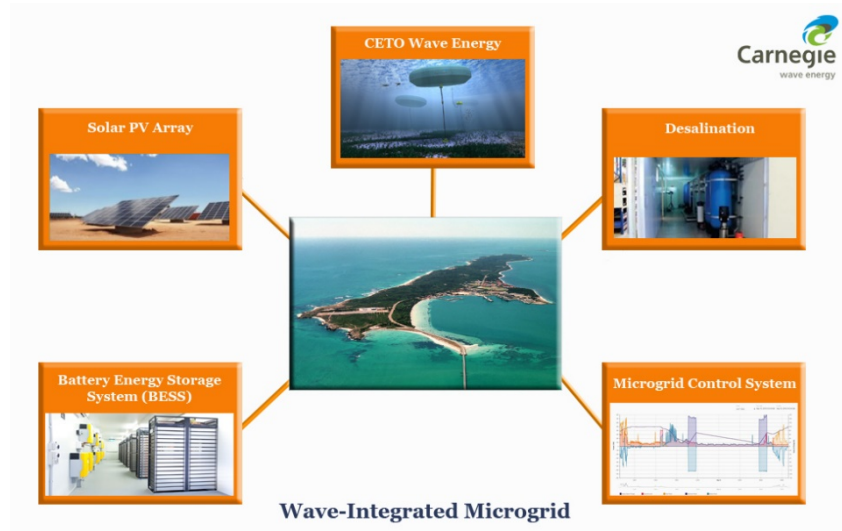 CETO Wave Energy
Carnegie
wave energy
Solar PV Array
Desalination
Battery Energy Storage
System (BESS)
Microgrid Control System
Wave-Integrated Microgrid